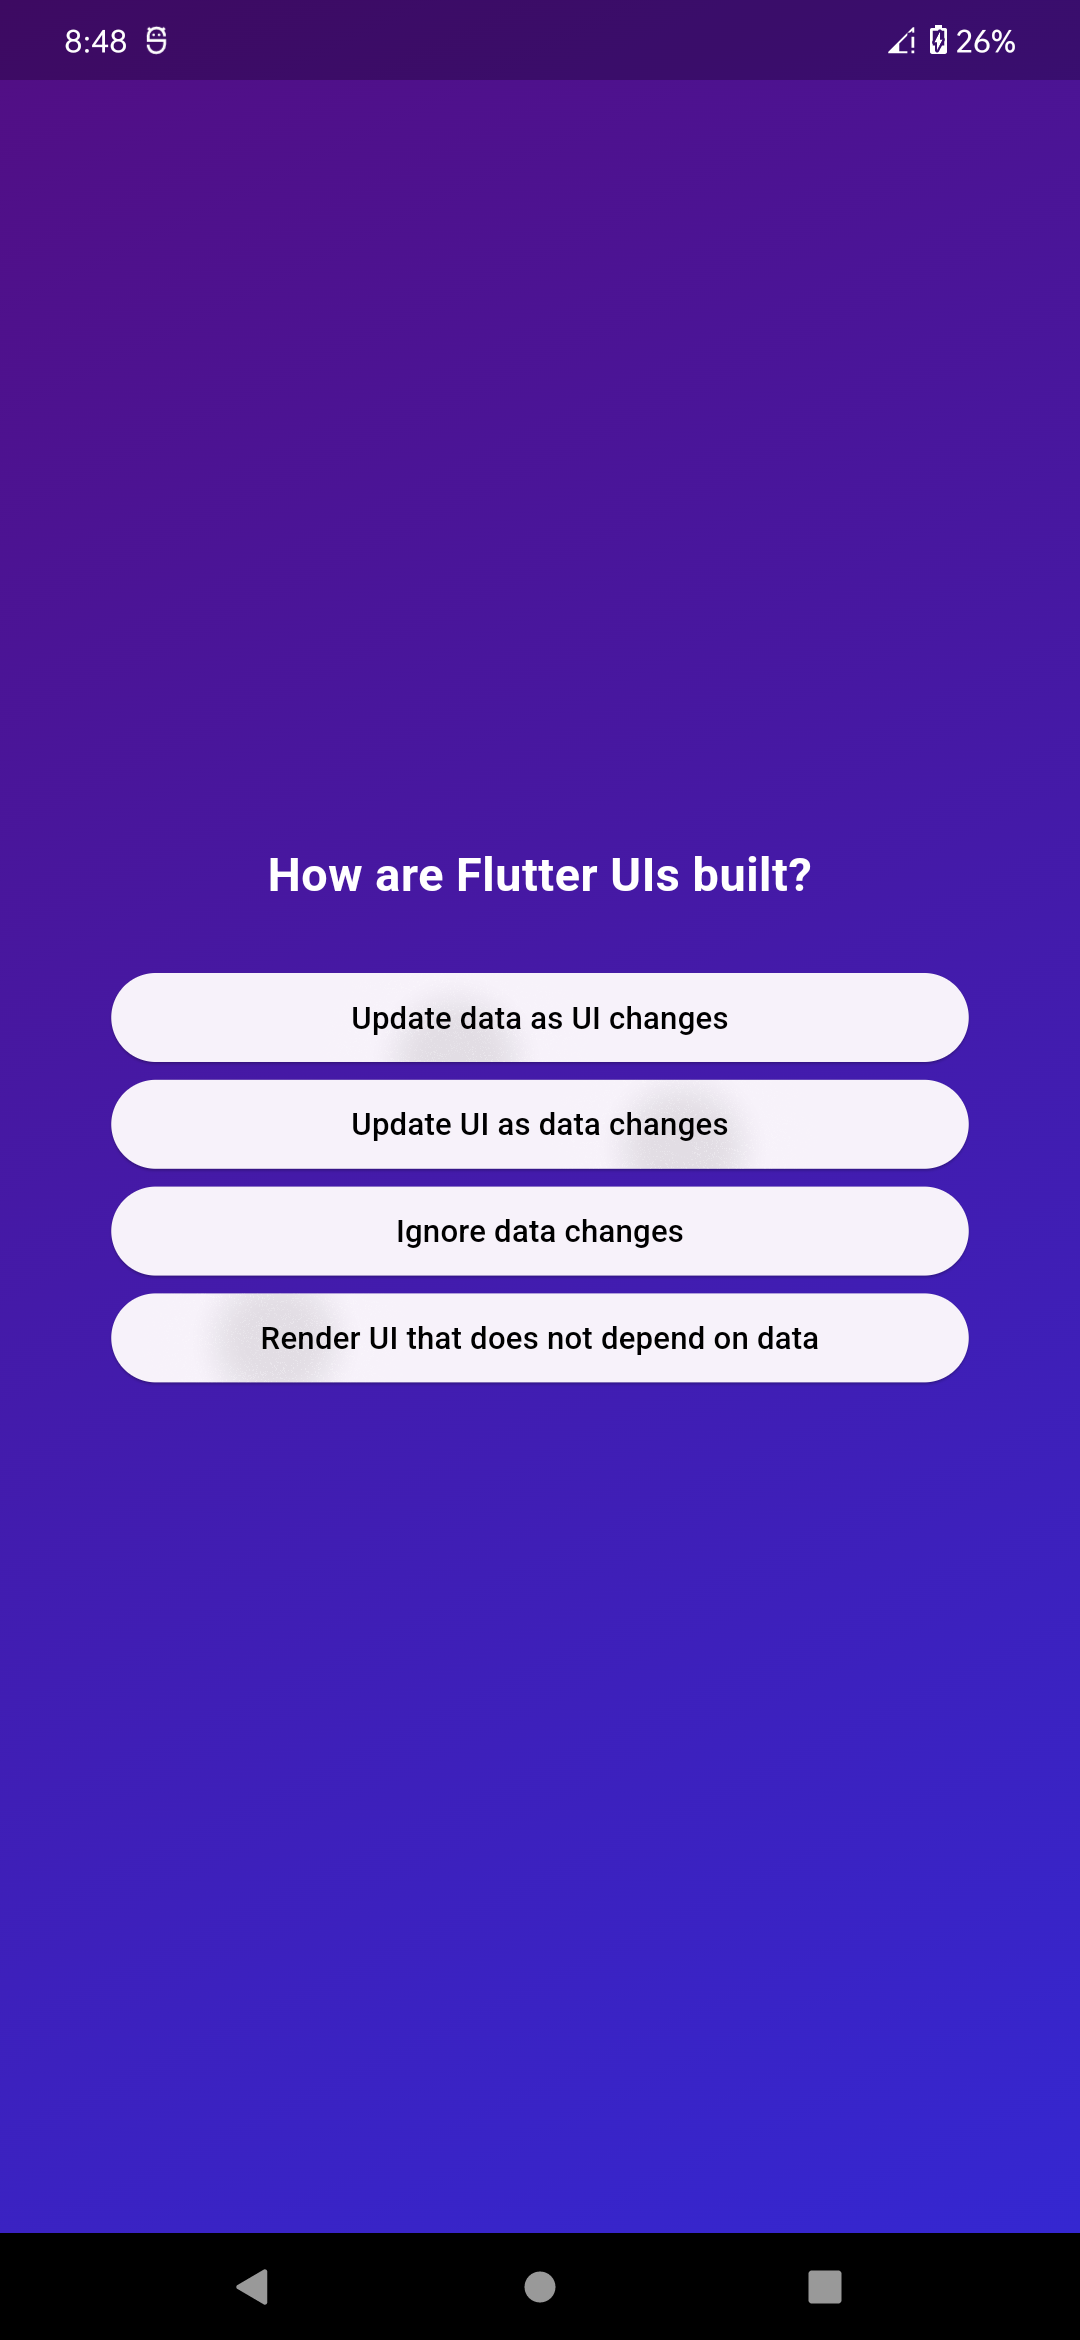 8:48 26%
How are Flutter UIs built?
Update data as UI changes
Update UI as data changes
Ignore data changes
Render UI that does not depend on data